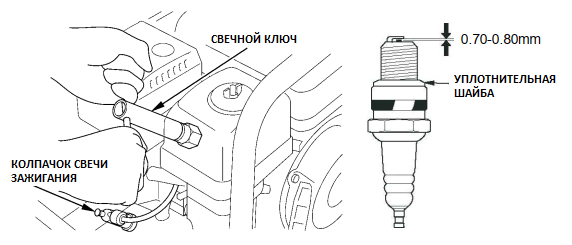 СВЕЧНОЙ КЛЮЧ
КОЛПАЧОК СВЕЧИ
ЗАЖИГАНИЯ
0.70-0.80mm
УПЛОТНИТЕЛЬНАЯ
ШАЙБА